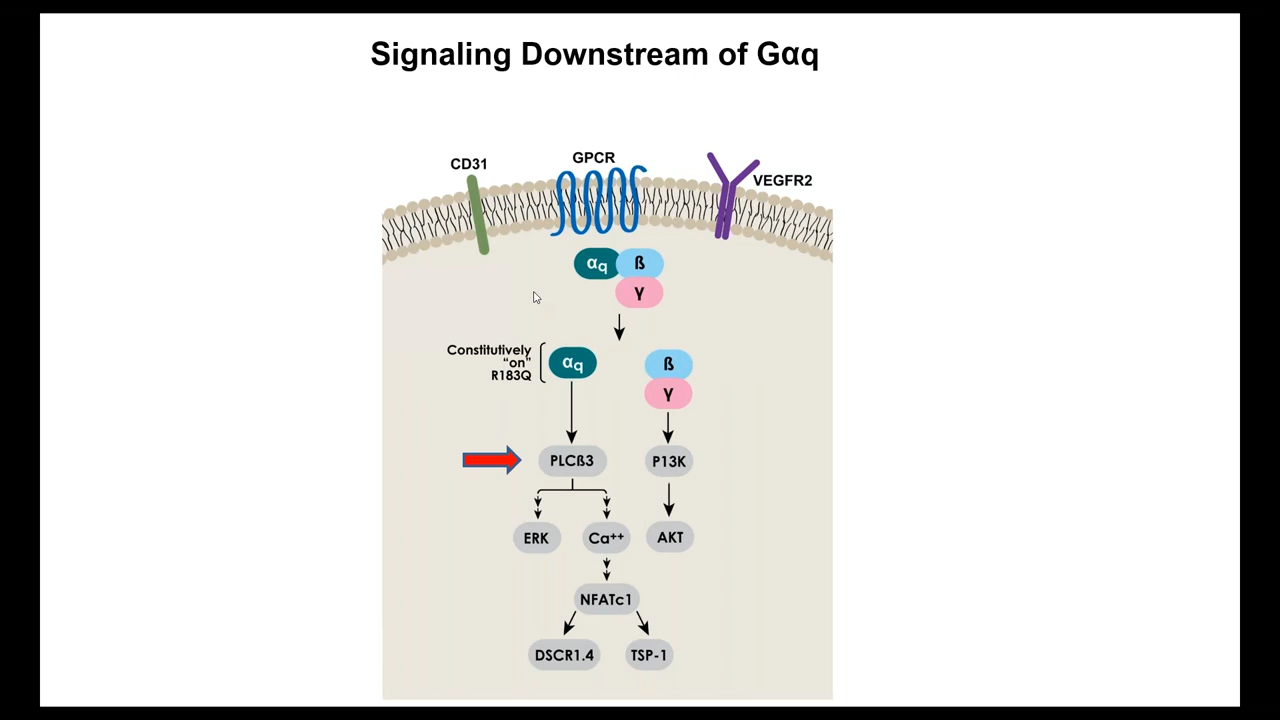 Signaling Downstream of Gαq
CD31
GPCR
VEGFR2
αq
ß
γ
Constitutively
"on"
R183Q
αq
ß
γ
PLCß3
P13K
ERK
Ca++
AKT
NFATc1
DSCR1.4
TSP-1